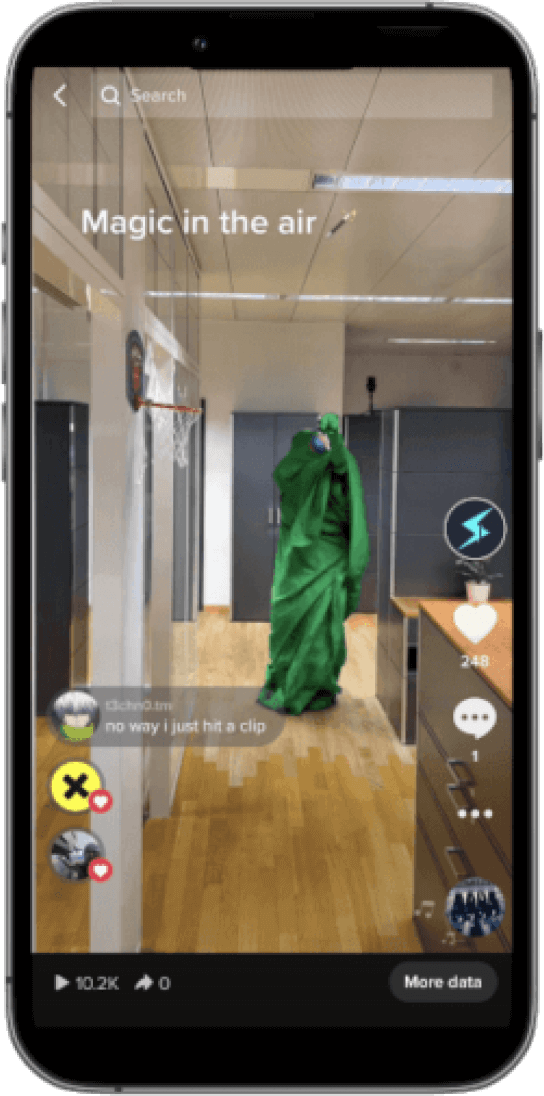 Search
Magic in the air
t3chn0.tm
no way i just hit a clip
248
1
10.2K
0
More data